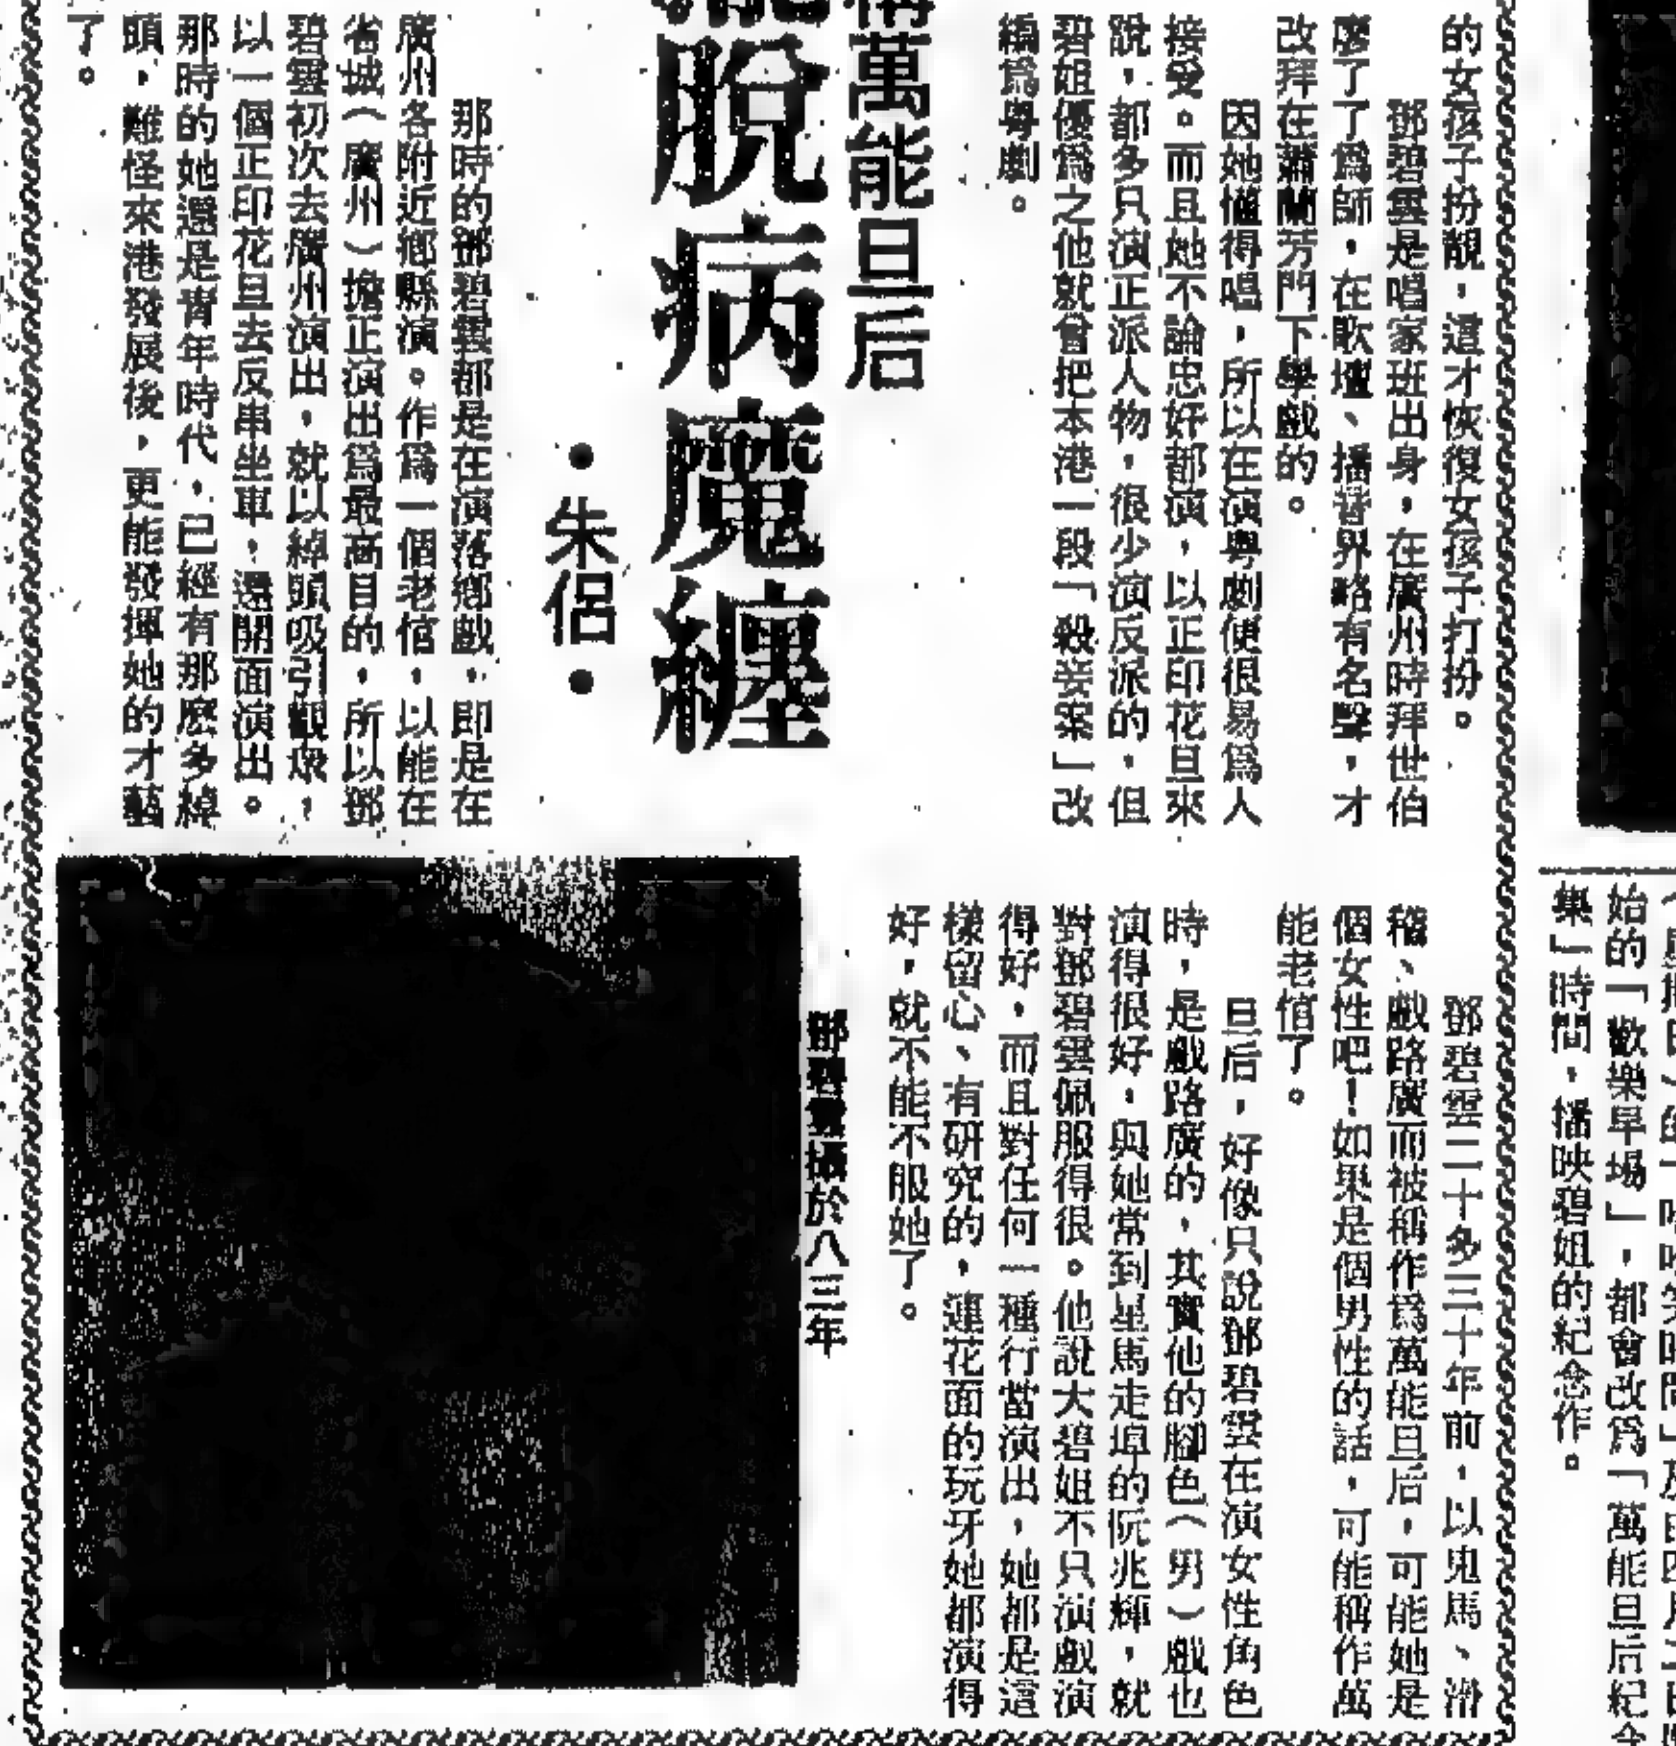 的女孩子扮靚，這才恢復女孩子打扮。
鄧碧雲是唱家班出身，在廣州時拜世伯
廖了了爲師，在歌壇、播音界略有名聲，才
改拜在蕭蘭芳門下學戲的。
因她懂得唱，所以在演粵劇便很易爲人
接受。而且她不論忠奸都演，以正印花旦來
說，都多只演正派人物，很少演反派的，但
碧姐優爲之他就曾把本港一段「殺妾案」改
編爲粵劇。
稱萬能旦后
能脫病魔纏
•朱侶•
那時的鄧碧雲都是在演落鄉戲，即是在
廣州各附近鄉縣演。作爲一個老倌，以能在
省城（廣州）擔正演出爲最高目的，所以鄧
碧雲初次去廣州演出，就以綽頭吸引觀眾，
以一個正印花旦去反串坐車，還開面演出。
那時的她還是青年時代，已經有那麽多綽
頭，難怪來港發展後，更能發揮她的才藝
了。
鄧碧雲二十多三十年前，以鬼馬、滑
稽、戲路廣而被稱作爲萬能旦后，可能她是
個女性吧！如果是個男性的話，可能稱作萬
能老倌了。
旦后，好像只說鄧碧雲在演女性角色
時，是戲路廣的，其實他的腳色（男）戲也
演得很好，與她常到星馬走埠的阮兆輝，就
對鄧碧雲佩服得很。他說大碧姐不只演戲演
得好，而且對任何一種行當演出，她都是這
樣留心、有研究的，連花面的玩牙她都演得
好，就不能不服她了。
鄧碧雲攝於八三年
始的「歡樂早場」，都會改爲「萬能旦后紀念
集」時間，播映碧姐的紀念作。